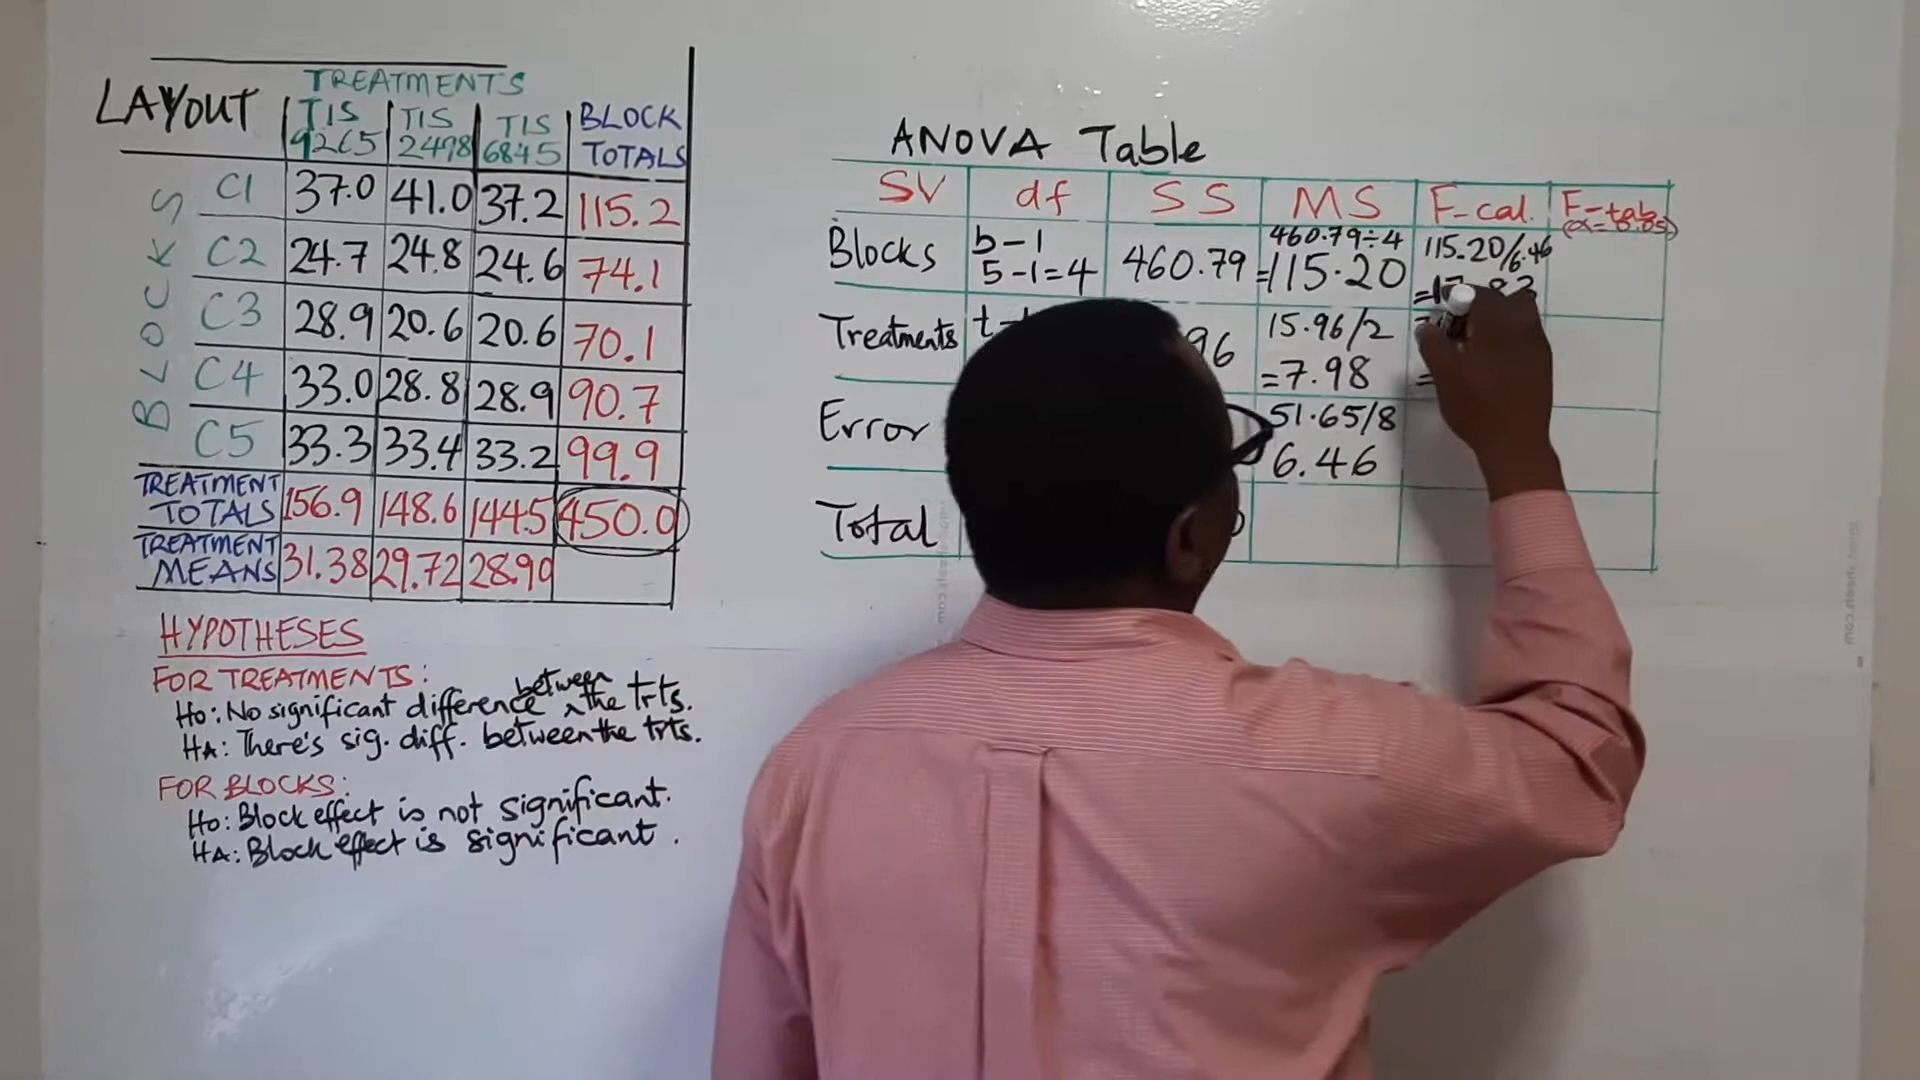 LAYOUT
TREATMENTS
TIS 9265 TIS 2498 TIS 6845 BLOCK TOTALS
BLOCKS
C1 37.0 41.0 37.2 115.2
C2 24.7 24.8 24.6 74.1
C3 28.9 20.6 20.6 70.1
C4 33.0 28.8 28.9 90.7
C5 33.3 33.4 33.2 99.9
TREATMENT TOTALS 156.9 148.6 144.5 450.0
TREATMENT MEANS 31.38 29.72 28.90
HYPOTHESES
FOR TREATMENTS:
Ho: No significant difference between the trts.
HA: There's sig. diff. between the trts.
FOR BLOCKS:
Ho: Block effect is not significant.
HA: Block effect is significant.
ANOVA Table
SV df SS MS F-cal. F-tab (α=0.05)
Blocks b-1 5-1=4 460.79 460.79÷4 =115.20 115.20/6.46
Treatments 15.96/2 =7.98
Error 51.65/8 6.46
Total